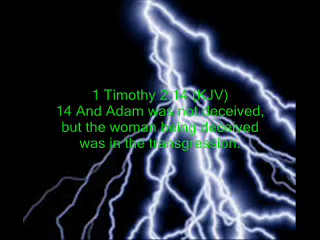 1 Timothy 2:14 (KJV)
14 And Adam was not deceived,
but the woman being deceived
was in the transgression.